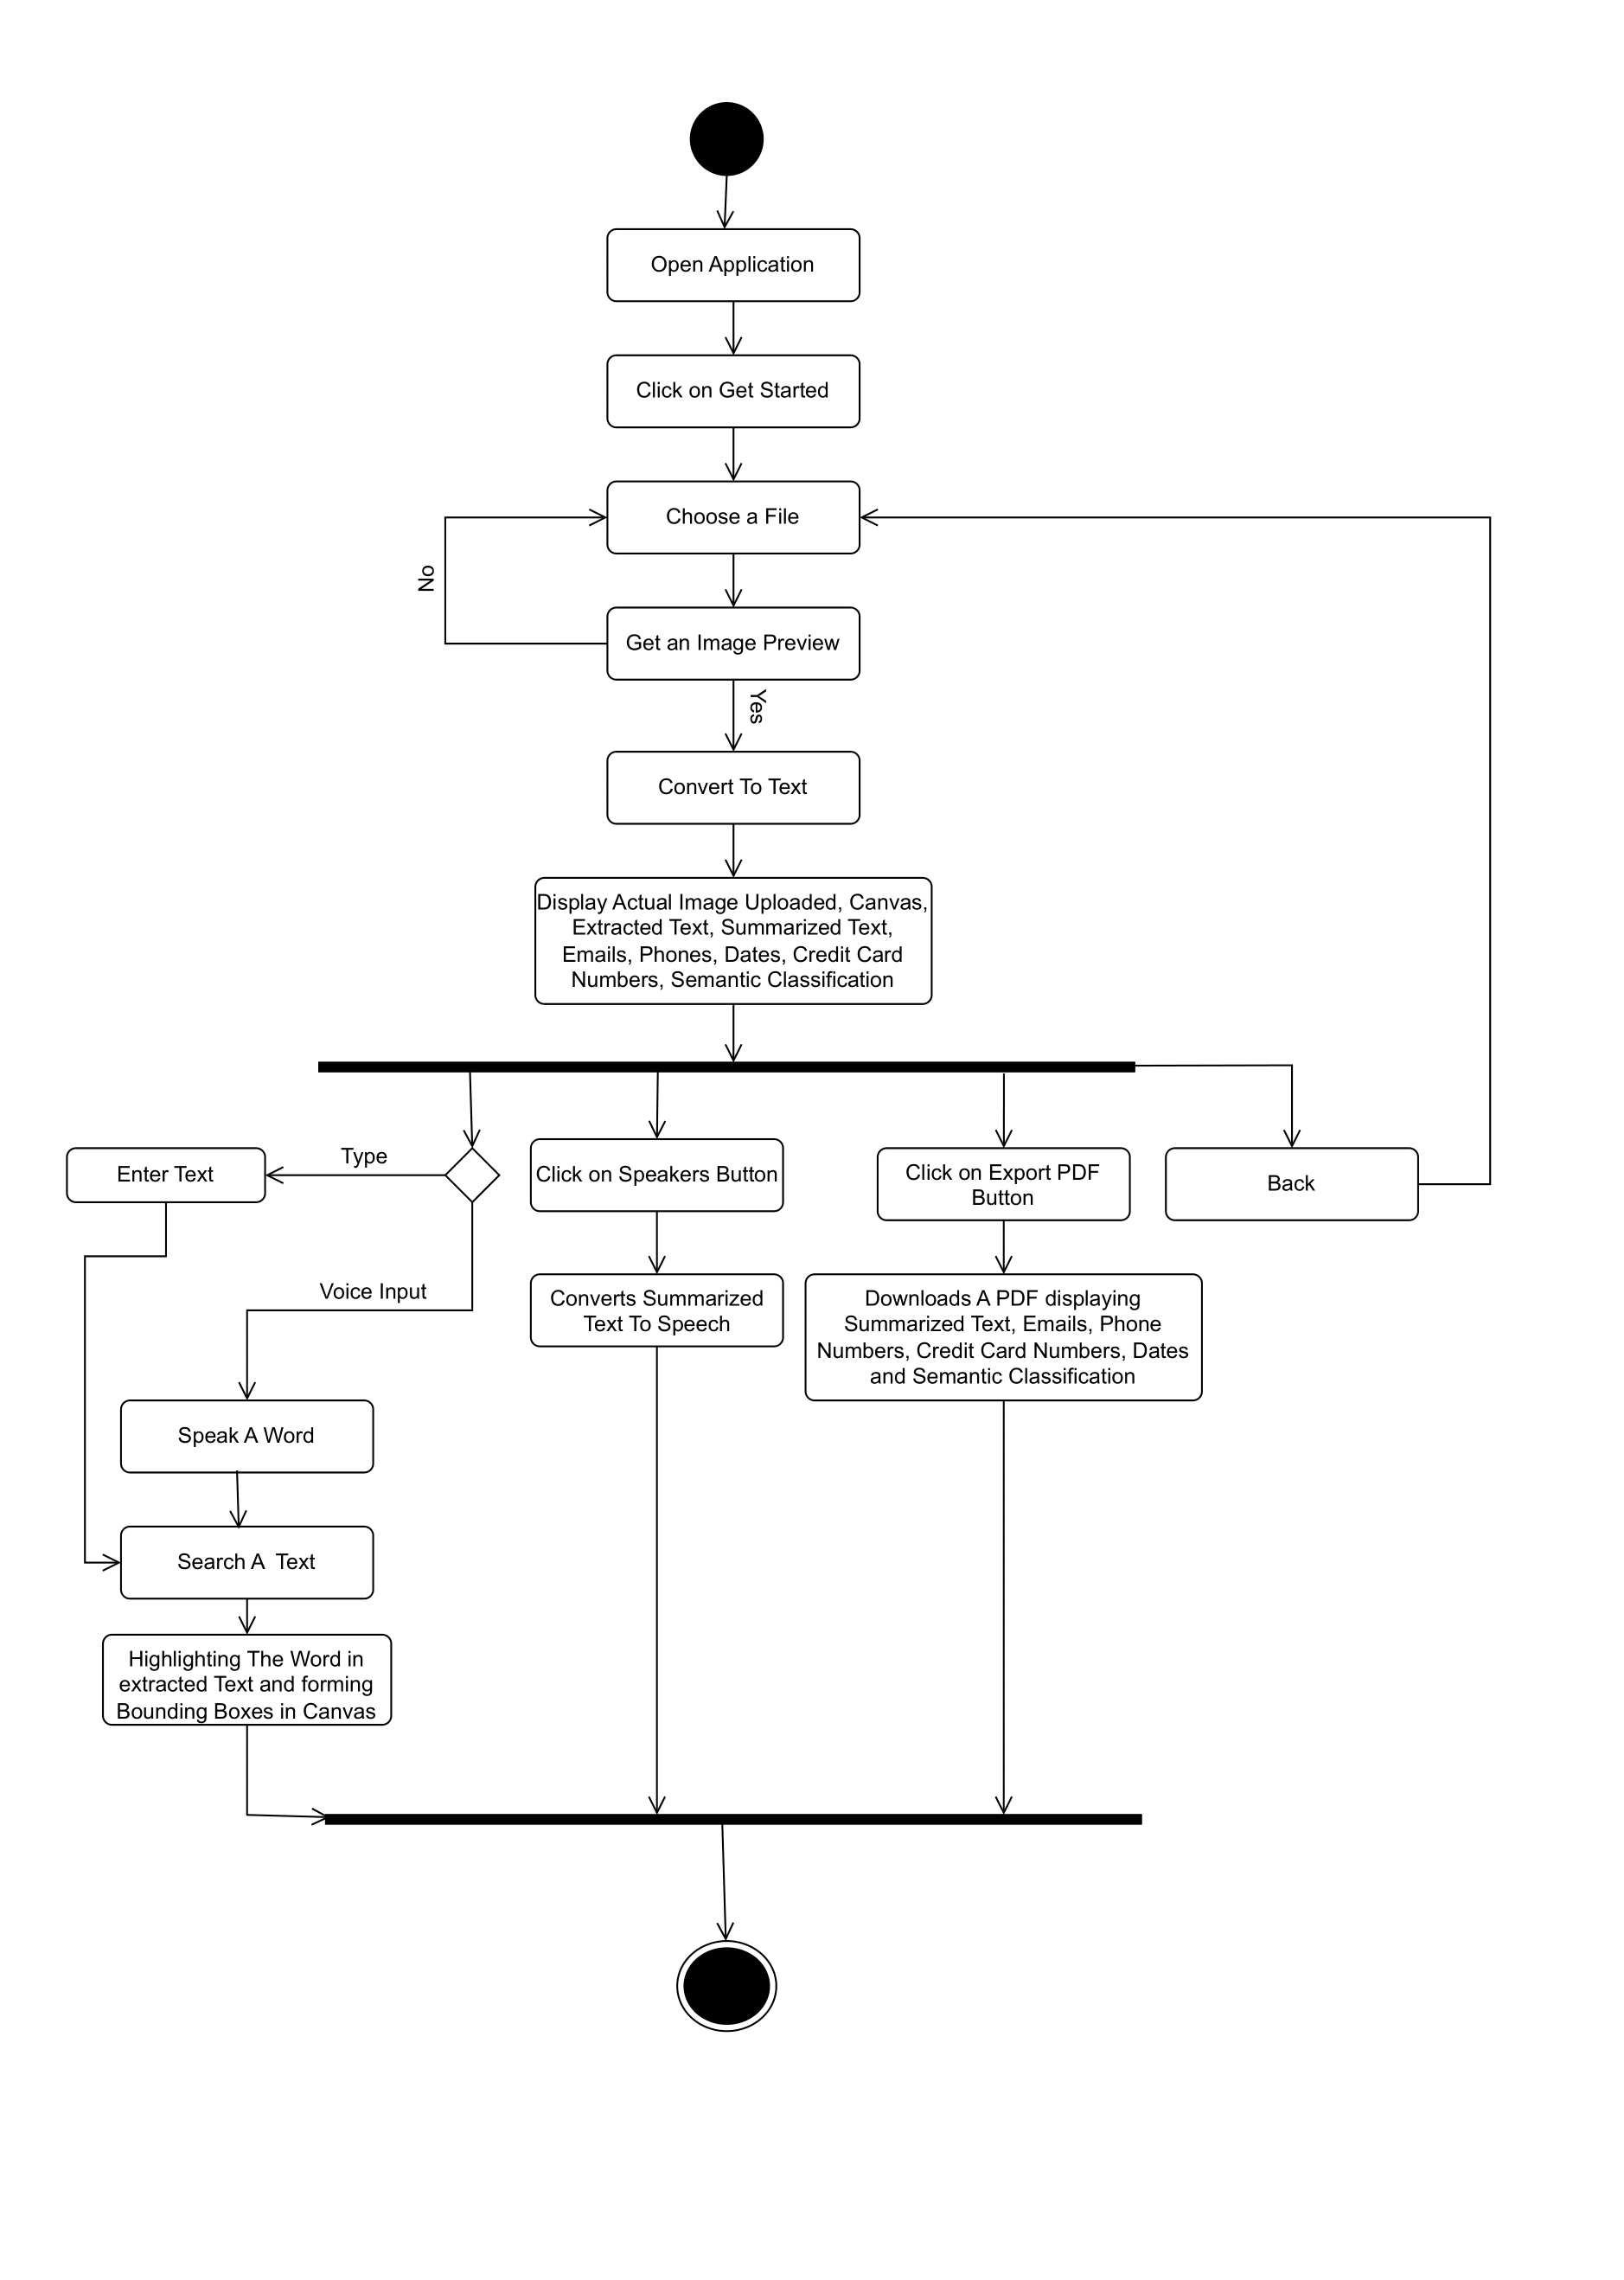 Open Application
Click on Get Started
Choose a File
No
Get an Image Preview
Yes
Convert To Text
Display Actual Image Uploaded, Canvas,
Extracted Text, Summarized Text,
Emails, Phones, Dates, Credit Card
Numbers, Semantic Classification
Type
Enter Text
Click on Speakers Button
Click on Export PDF
Button
Back
Voice Input
Converts Summarized
Text To Speech
Downloads A PDF displaying
Summarized Text, Emails, Phone
Numbers, Credit Card Numbers, Dates
and Semantic Classification
Speak A Word
Search A  Text
Highlighting The Word in
extracted Text and forming
Bounding Boxes in Canvas